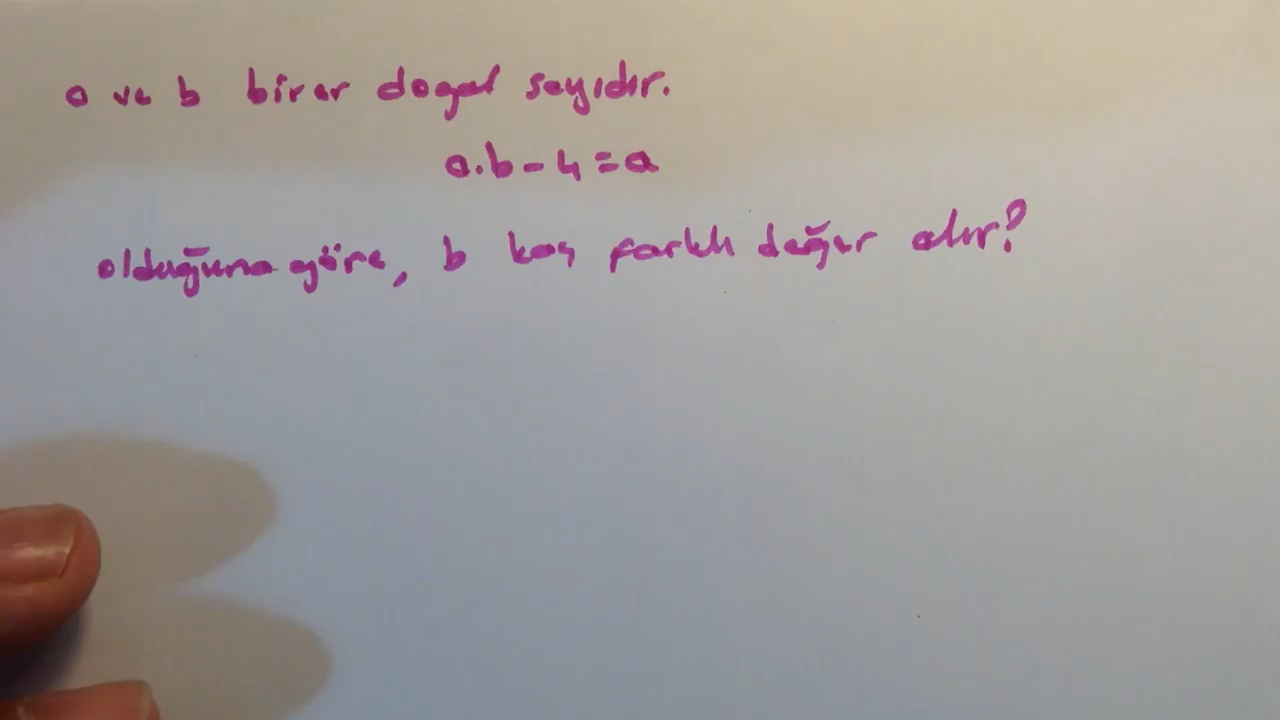 a ve b birer doğal sayıdır.
a.b-4=a
olduğuna göre, b kaç farklı değer alır?